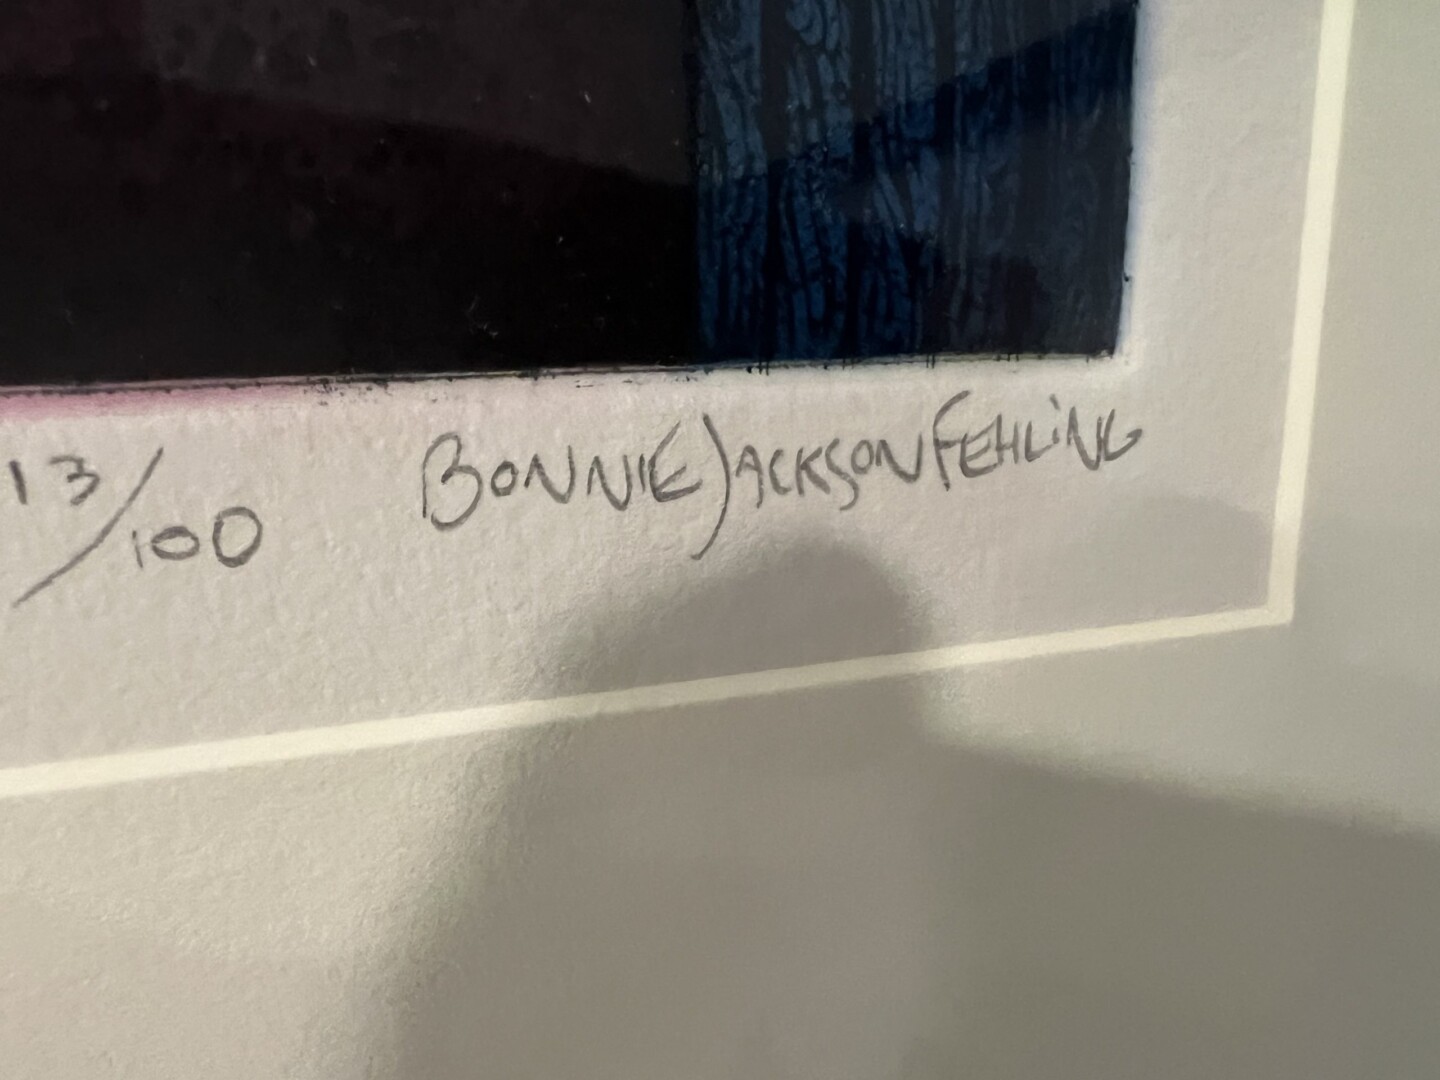 13/100 BONNIE JACKSON FEHLiNG